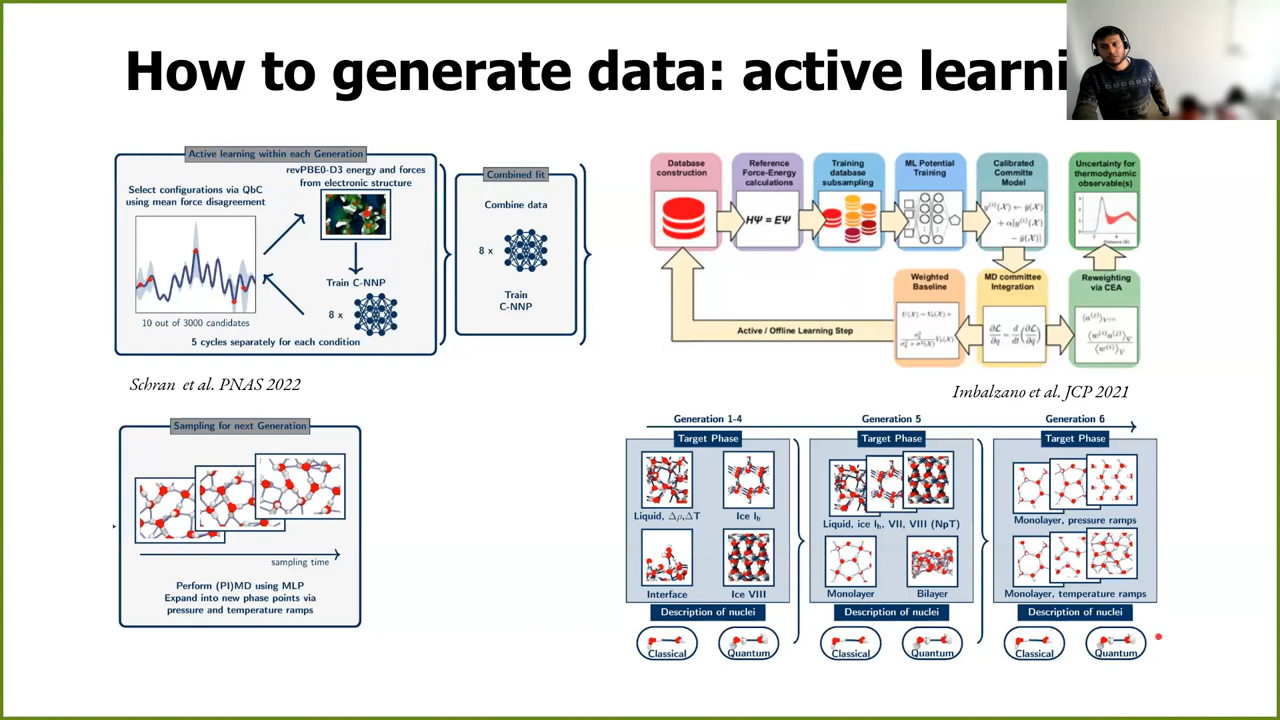 How to generate data: active learni
Active learning within each Generation
Select configurations via QbC
using mean force disagreement
revPBE0-D3 energy and forces
from electronic structure
10 out of 3000 candidates
Train C-NNP
8 x
5 cycles separately for each condition
Combined fit
Combine data
8 x
Train
C-NNP
Schran et al. PNAS 2022
Database
construction
Reference
Force-Energy
calculations
HΨ = EΨ
Training
database
subsampling
ML Potential
Training
Calibrated
Committe
Model
Uncertainty for
thermodynamic
observable(s)
Weighted
Baseline
MD committee
Integration
Reweighting
via CEA
Active / Offline Learning Step
Imbalzano et al. JCP 2021
Sampling for next Generation
sampling time
Perform (PI)MD using MLP
Expand into new phase points via
pressure and temperature ramps
Generation 1-4
Generation 5
Generation 6
Target Phase
Target Phase
Target Phase
Liquid, Δρ,ΔT
Ice Iₕ
Liquid, ice Iₕ, VII, VIII (NpT)
Monolayer, pressure ramps
Interface
Ice VIII
Monolayer
Bilayer
Monolayer, temperature ramps
Description of nuclei
Description of nuclei
Description of nuclei
Classical
Quantum
Classical
Quantum
Classical
Quantum